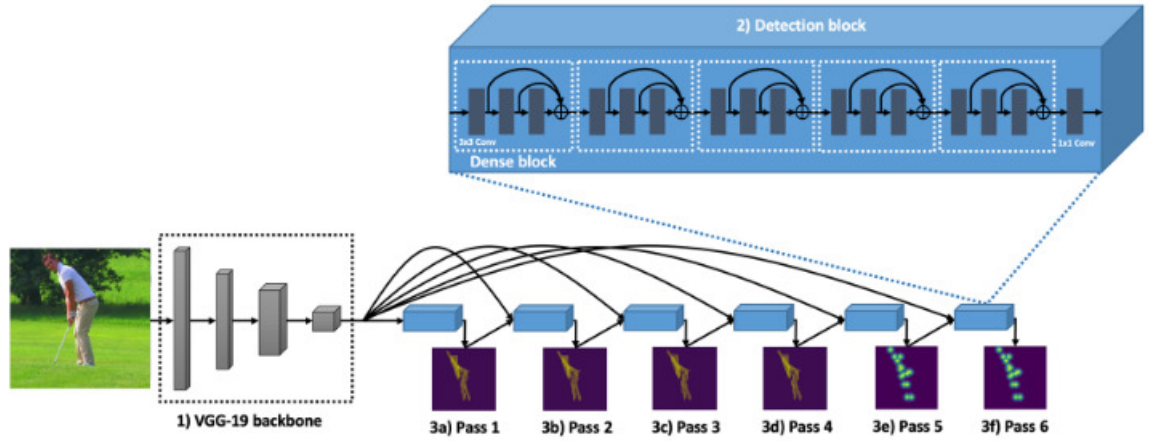 2) Detection block
3x3 Conv
1x1 Conv
Dense block
1) VGG-19 backbone
3a) Pass 1
3b) Pass 2
3c) Pass 3
3d) Pass 4
3e) Pass 5
3f) Pass 6